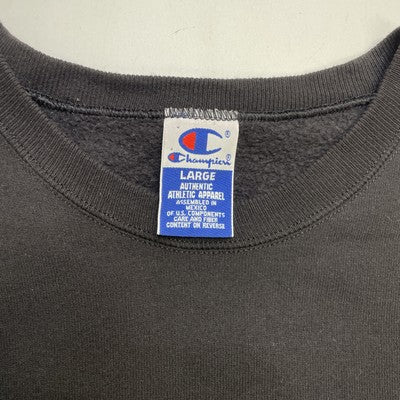 ®
Champion®
LARGE
AUTHENTIC
ATHLETIC APPAREL
ASSEMBLED IN
MEXICO
OF U.S. COMPONENTS
CARE AND FIBER
CONTENT ON REVERSE